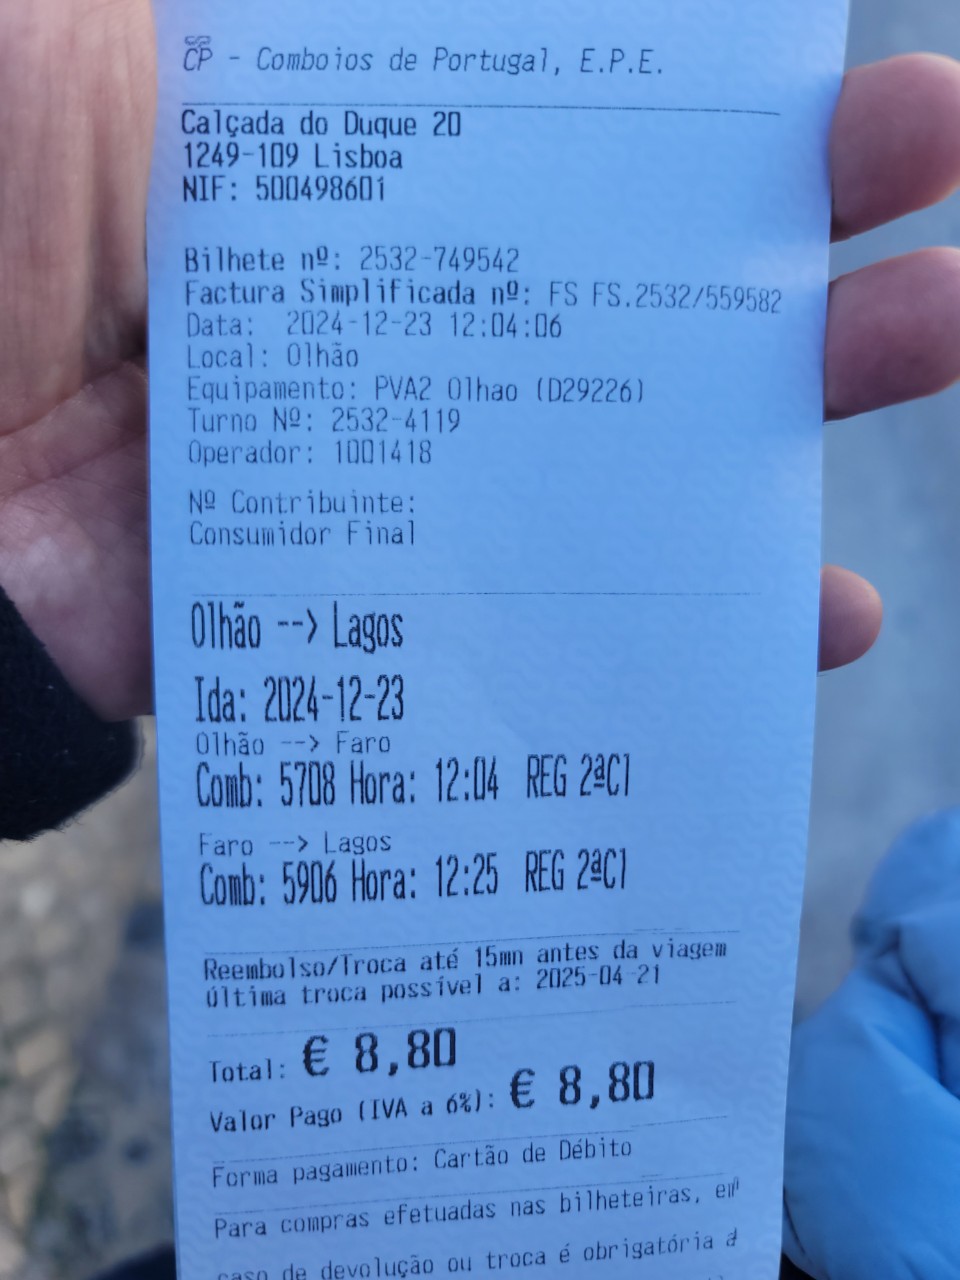 CP - Comboios de Portugal, E.P.E.
Calçada do Duque 20
1249-109 Lisboa
NIF: 500498601
Bilhete nº: 2532-749542
Factura Simplificada nº: FS FS.2532/559582
Data: 2024-12-23 12:04:06
Local: Olhão
Equipamento: PVA2 Olhao (D29226)
Turno Nº: 2532-4119
Operador: 1001418
Nº Contribuinte:
Consumidor Final
Olhão --> Lagos
Ida: 2024-12-23
Olhão --> Faro
Comb: 5708 Hora: 12:04 REG 2ªCl
Faro --> Lagos
Comb: 5906 Hora: 12:25 REG 2ªCl
Reembolso/Troca até 15mn antes da viagem
Última troca possível a: 2025-04-21
Total: € 8,80
Valor Pago (IVA a 6%): € 8,80
Forma pagamento: Cartão de Débito
Para compras efetuadas nas bilheteiras, em
caso de devolução ou troca é obrigatória a